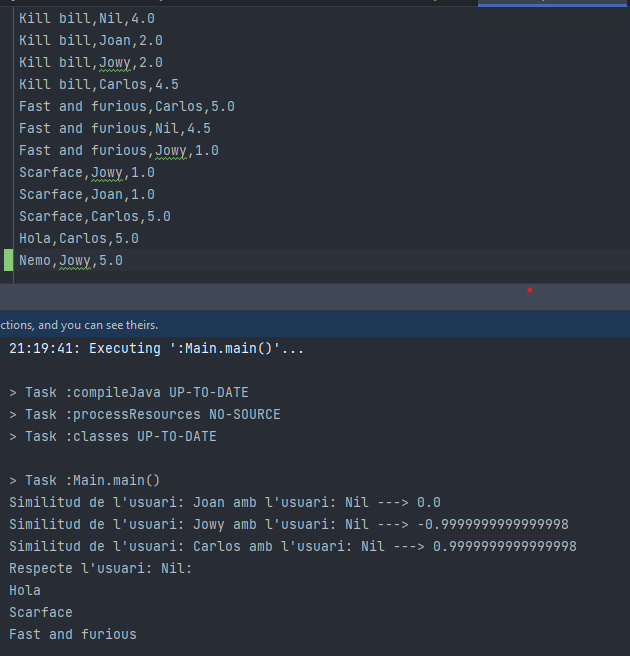 Kill bill,Nil,4.0
Kill bill,Joan,2.0
Kill bill,Jowy,2.0
Kill bill,Carlos,4.5
Fast and furious,Carlos,5.0
Fast and furious,Nil,4.5
Fast and furious,Jowy,1.0
Scarface,Jowy,1.0
Scarface,Joan,1.0
Scarface,Carlos,5.0
Hola,Carlos,5.0
Nemo,Jowy,5.0
ctions, and you can see theirs.
21:19:41: Executing ':Main.main()'...
> Task :compileJava UP-TO-DATE
> Task :processResources NO-SOURCE
> Task :classes UP-TO-DATE
> Task :Main.main()
Similitud de l'usuari: Joan amb l'usuari: Nil ---> 0.0
Similitud de l'usuari: Jowy amb l'usuari: Nil ---> -0.9999999999999998
Similitud de l'usuari: Carlos amb l'usuari: Nil ---> 0.9999999999999998
Respecte l'usuari: Nil:
Hola
Scarface
Fast and furious